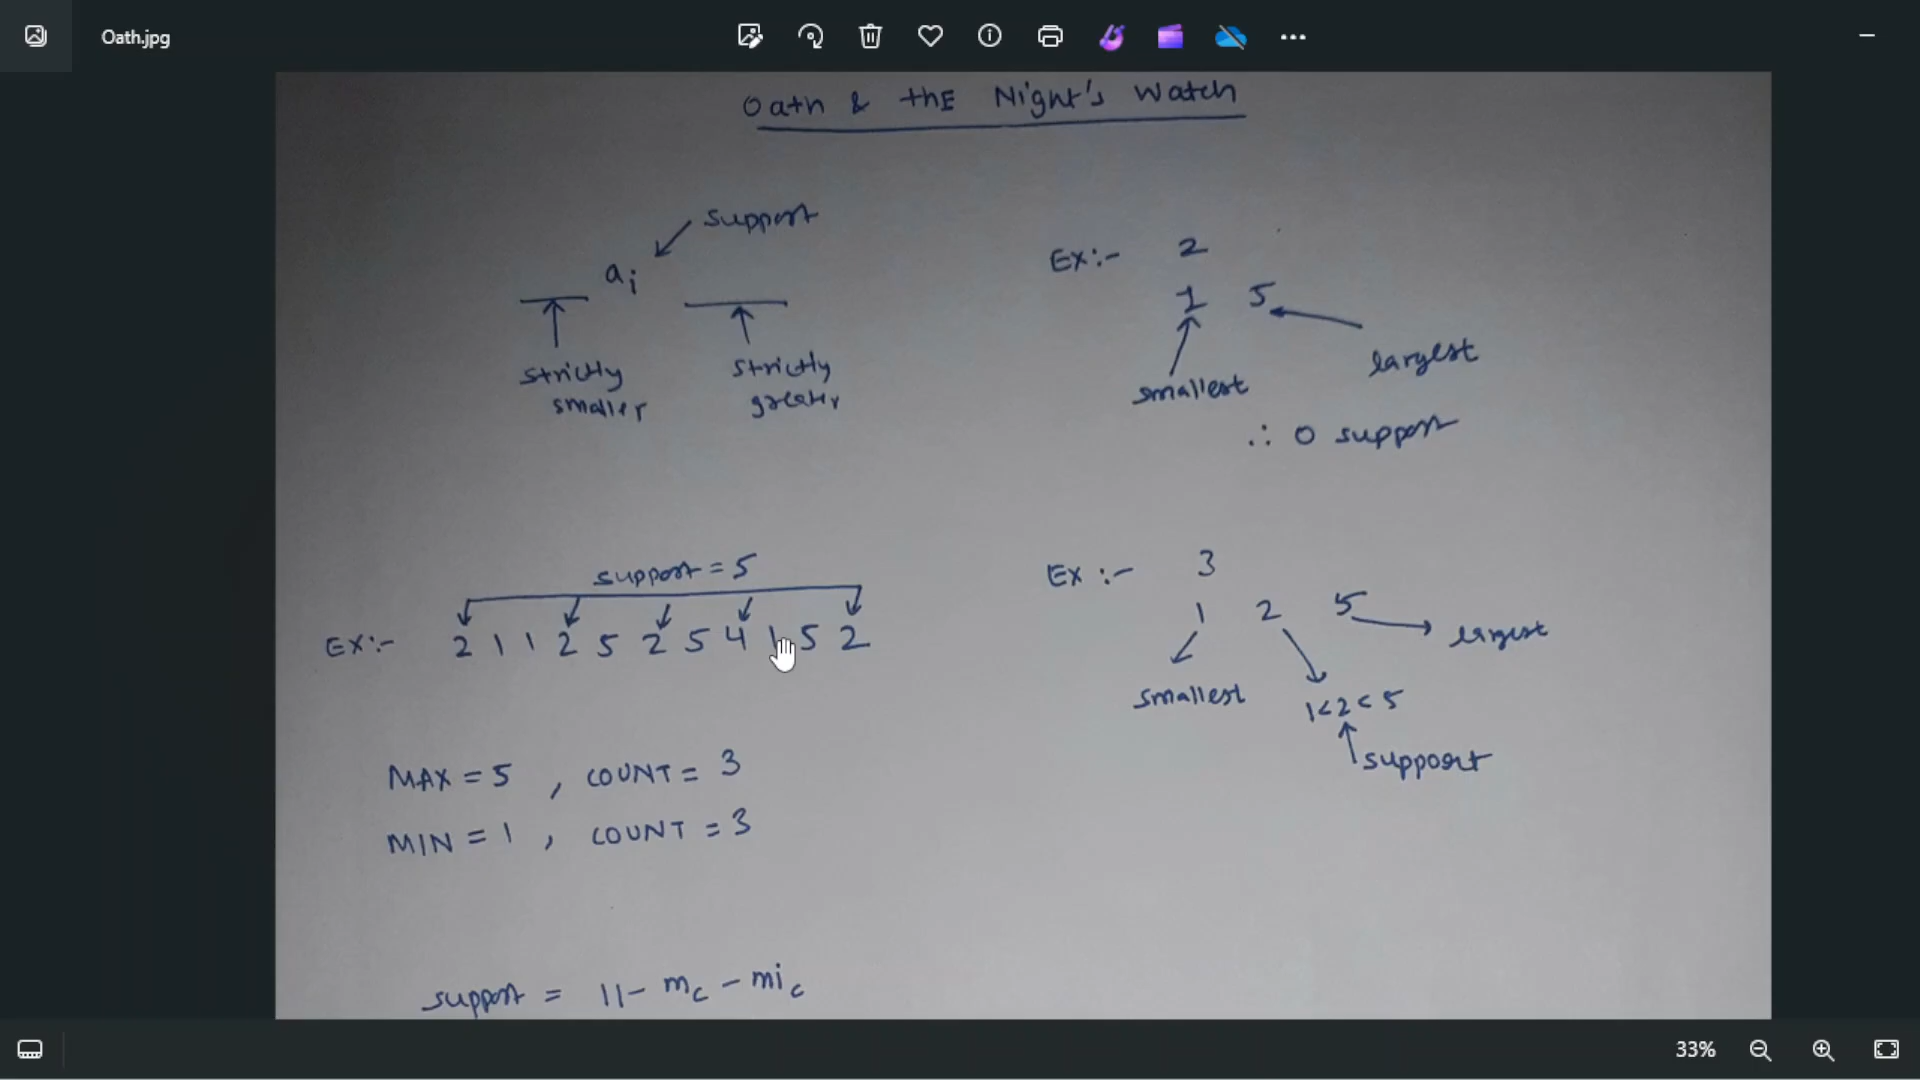 Oath.jpg
Oath & thE Night's Watch
support
ai
strictly smaller
strictly greater
Ex:- 2
1 5
smallest
largest
∴ 0 support
support = 5
Ex:- 2 1 1 2 5 2 5 4 1 5 2
MAX = 5 , COUNT = 3
MIN = 1 , COUNT = 3
support = 11 - mc - mic
Ex :- 3
1 2 5
largest
smallest
1<2<5
support
33%